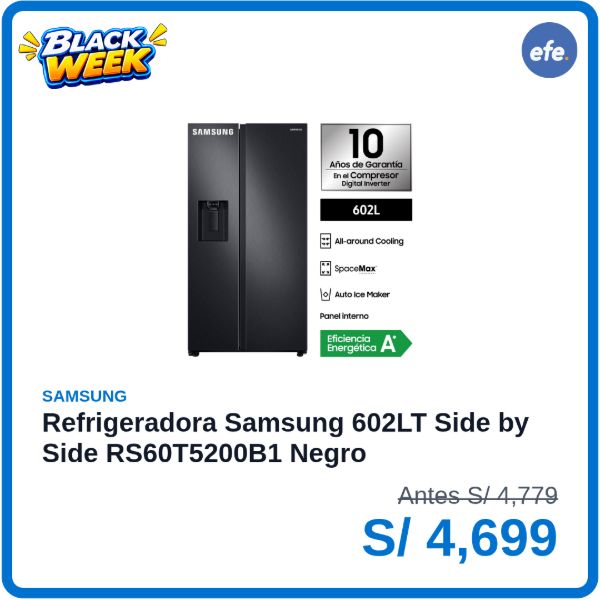 BLACK
WEEK
efe.
SAMSUNG
10
Años de Garantía
En el Compresor
Digital Inverter
602L
All-around Cooling
SpaceMax
Auto Ice Maker
Panel interno
Eficiencia
Energética A+
SAMSUNG
Refrigeradora Samsung 602LT Side by
Side RS60T5200B1 Negro
Antes S/ 4,779
S/ 4,699